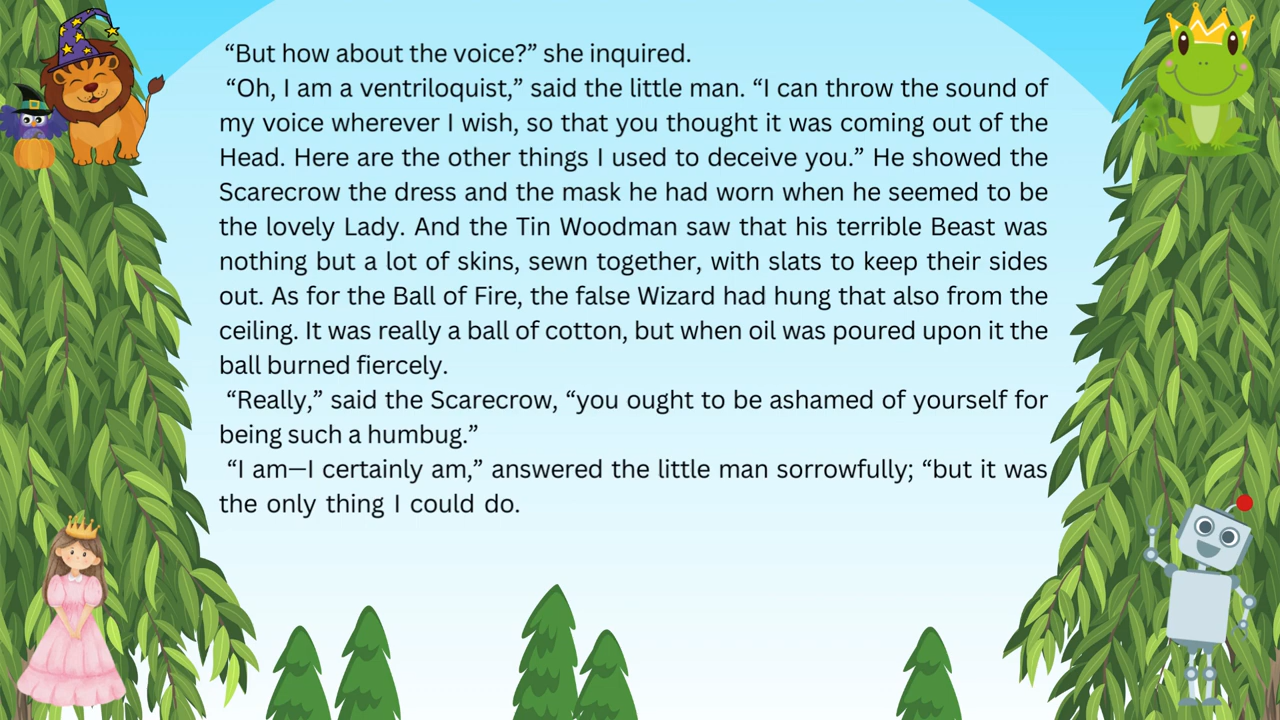 “But how about the voice?” she inquired.
“Oh, I am a ventriloquist,” said the little man. “I can throw the sound of
my voice wherever I wish, so that you thought it was coming out of the
Head. Here are the other things I used to deceive you.” He showed the
Scarecrow the dress and the mask he had worn when he seemed to be
the lovely Lady. And the Tin Woodman saw that his terrible Beast was
nothing but a lot of skins, sewn together, with slats to keep their sides
out. As for the Ball of Fire, the false Wizard had hung that also from the
ceiling. It was really a ball of cotton, but when oil was poured upon it the
ball burned fiercely.
“Really,” said the Scarecrow, “you ought to be ashamed of yourself for
being such a humbug.”
“I am—I certainly am,” answered the little man sorrowfully; “but it was
the only thing I could do.